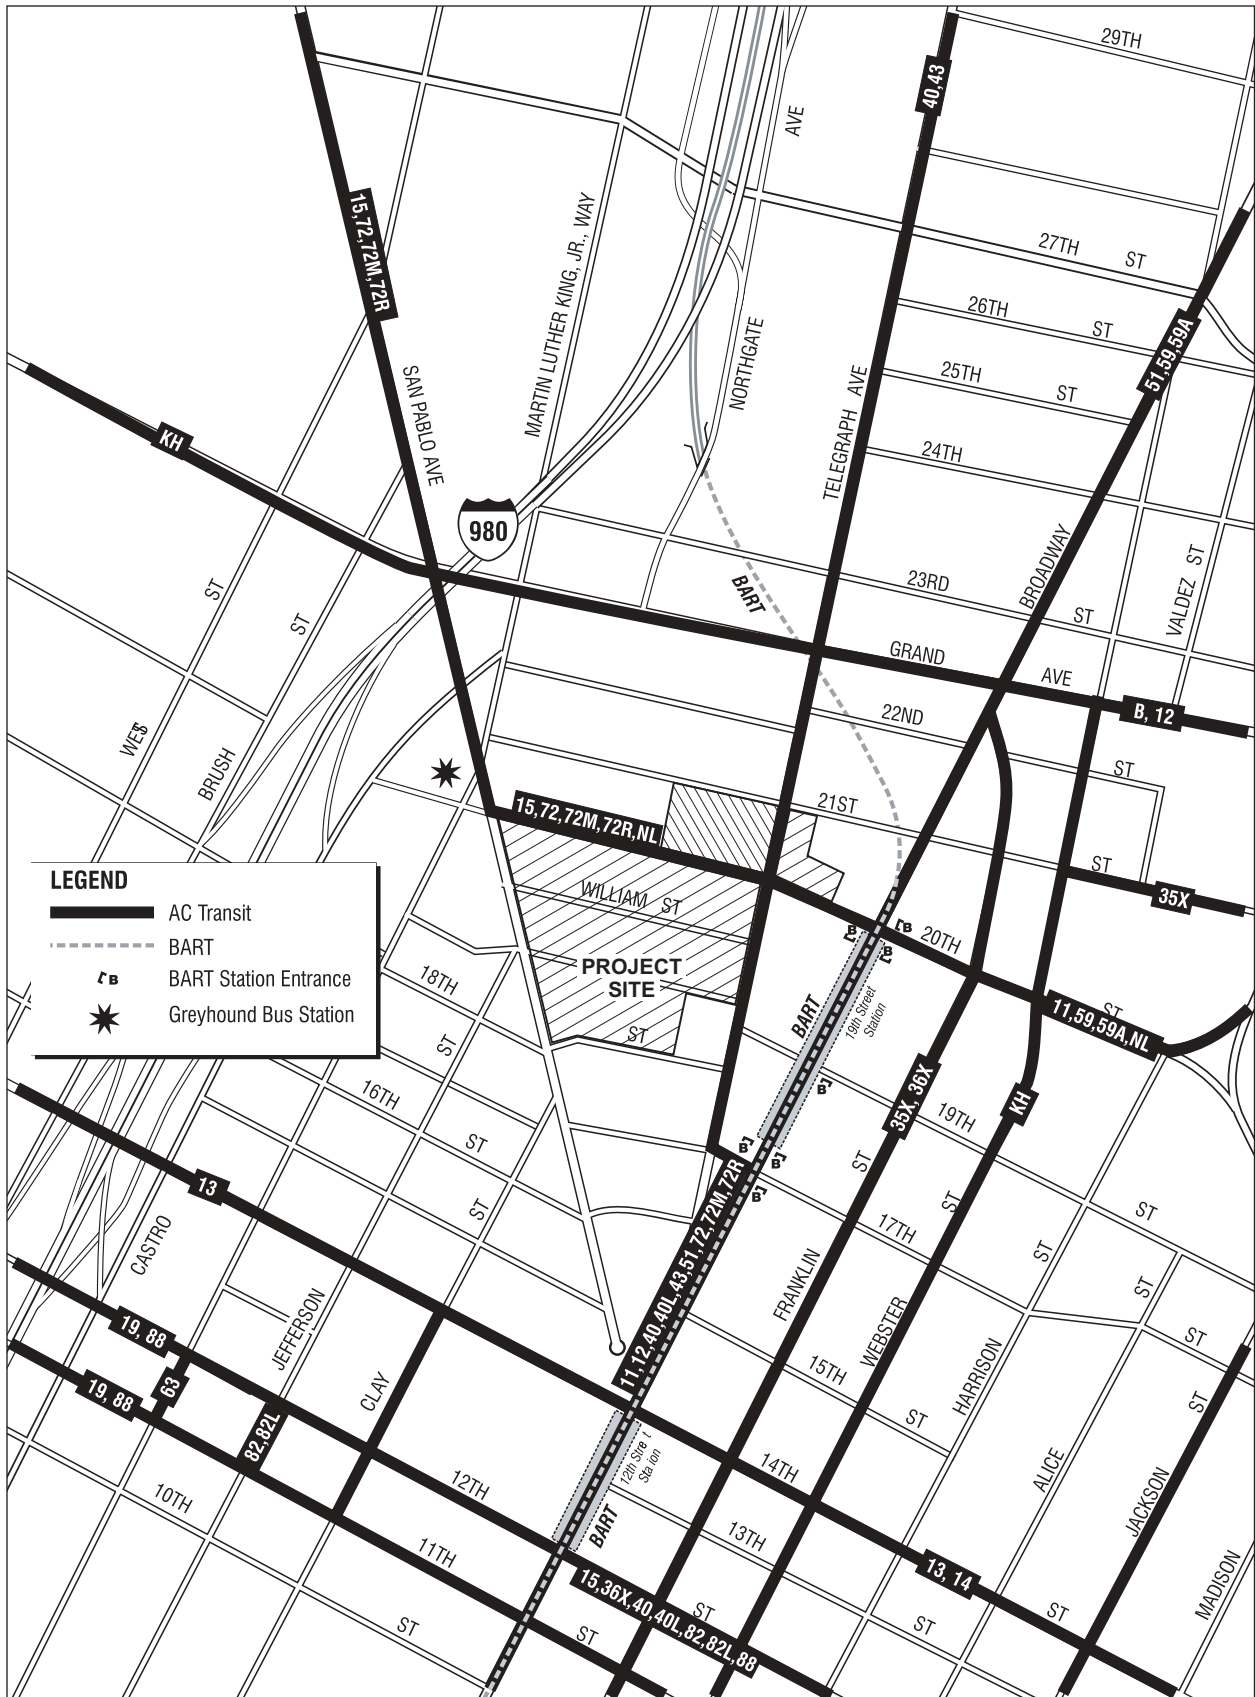 29TH
40,43
AVE
15,72,72M,72R
MARTIN LUTHER KING, JR., WAY
27TH ST
26TH ST
51,59,59A
25TH ST
NORTHGATE
SAN PABLO AVE
TELEGRAPH AVE
KH
24TH
980
BROADWAY
VALDEZ ST
23RD ST
BART
ST
ST
GRAND AVE
B, 12
22ND ST
WEST
BRUSH
15,72,72M,72R,NL
21ST ST
35X
LEGEND
AC Transit
BART
B BART Station Entrance
Greyhound Bus Station
WILLIAM ST
PROJECT
SITE
ST
B
B
B
20TH ST
11,59,59A,NL
18TH
ST
BART
19th Street
Station
B
35X, 36X
KH
19TH ST
16TH ST
B
B
B
13
ST
ST
ST
17TH
ST
ST
ST
CASTRO
11,12,40,40L,43,51,72,72M,72R
FRANKLIN
WEBSTER
19, 88
JEFFERSON
HARRISON
15TH ST
63
19, 88
CLAY
82,82L
12th Stre t
Sta ion
14TH ST
ALICE
JACKSON
ST
10TH ST
12TH ST
BART
13TH ST
11TH ST
15,36X,40,40L,82,82L,88
13, 14
MADISON